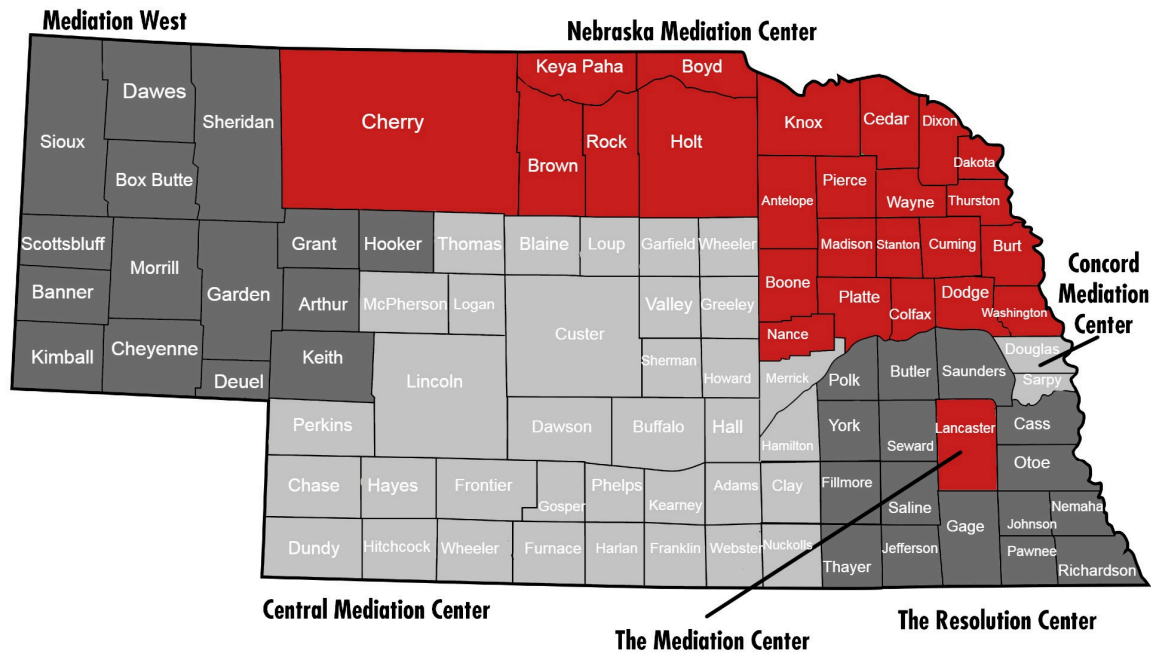 Mediation West
Nebraska Mediation Center
Keya Paha
Boyd
Dawes
Sheridan
Cherry
Sioux
Rock
Holt
Knox
Cedar
Dixon
Brown
Dakota
Box Butte
Pierce
Antelope
Wayne
Thurston
Scottsbluff
Grant
Hooker
Thomas
Blaine
Loup
Garfield
Wheeler
Madison
Stanton
Cuming
Burt
Morrill
Banner
Garden
Arthur
McPherson
Logan
Valley
Greeley
Boone
Platte
Colfax
Dodge
Washington
Concord
Mediation
Center
Kimball
Cheyenne
Deuel
Keith
Lincoln
Custer
Sherman
Howard
Nance
Merrick
Polk
Butler
Saunders
Douglas
Sarpy
Perkins
Dawson
Buffalo
Hall
Hamilton
York
Seward
Lancaster
Cass
Otoe
Chase
Hayes
Frontier
Gosper
Phelps
Kearney
Adams
Clay
Fillmore
Saline
Gage
Johnson
Nemaha
Dundy
Hitchcock
Wheeler
Furnace
Harlan
Franklin
Webster
Nuckolls
Thayer
Jefferson
Pawnee
Richardson
Central Mediation Center
The Mediation Center
The Resolution Center